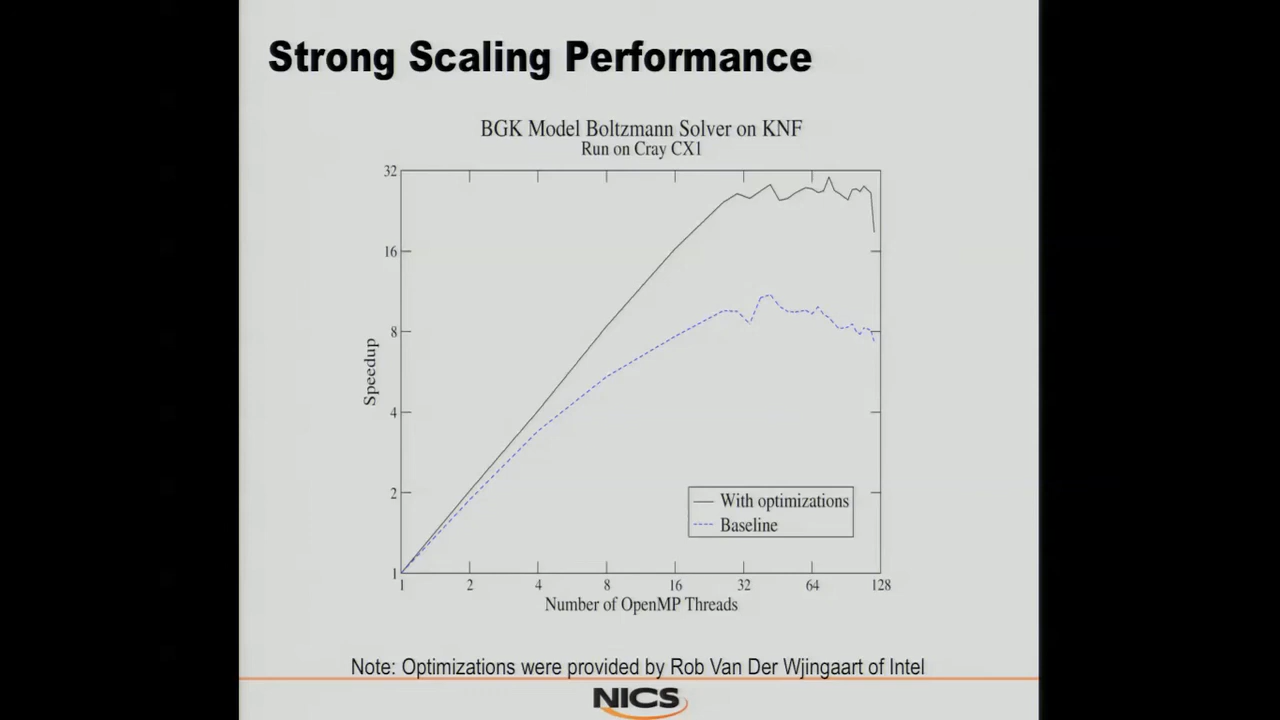 Strong Scaling Performance
BGK Model Boltzmann Solver on KNF
Run on Cray CX1
32
16
8
4
2
1
Speedup
1 2 4 8 16 32 64 128
Number of OpenMP Threads
With optimizations
Baseline
Note: Optimizations were provided by Rob Van Der Wjingaart of Intel
NICS